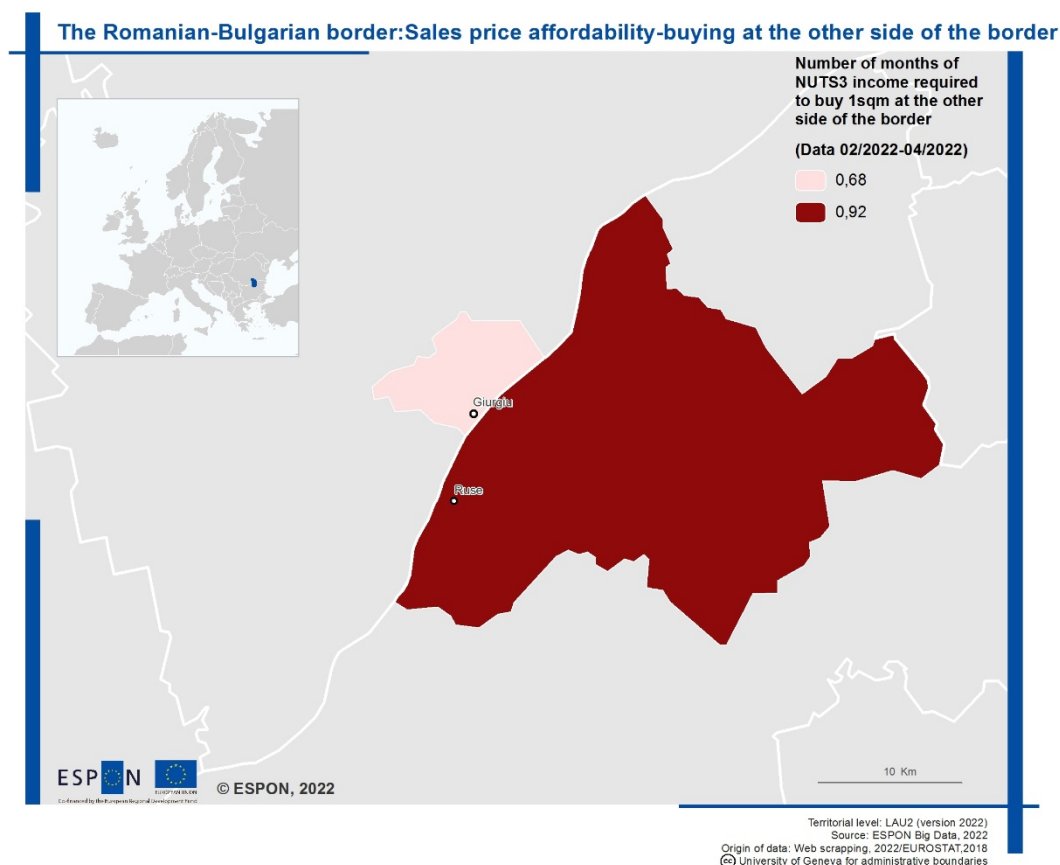 The Romanian-Bulgarian border:Sales price affordability-buying at the other side of the border
Number of months of
NUTS3 income required
to buy 1sqm at the other
side of the border
(Data 02/2022-04/2022)
0,68
0,92
Giurgiu
Ruse
ESPON
EUROPEAN UNION
Co-financed by the European Regional Development Fund
© ESPON, 2022
10 Km
Territorial level: LAU2 (version 2022)
Source: ESPON Big Data, 2022
Origin of data: Web scrapping, 2022/EUROSTAT,2018
(cc) University of Geneva for administrative boundaries